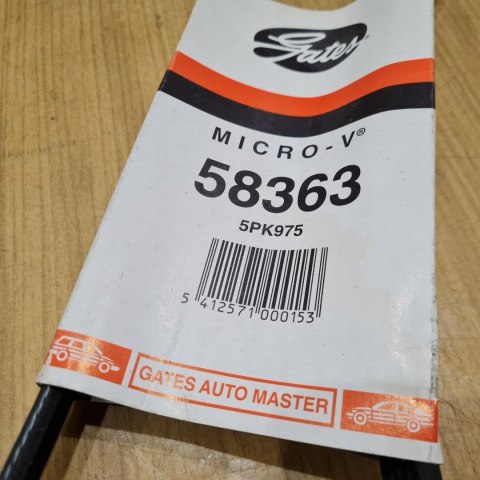 Gates
MICRO-V®
58363
5PK975
5 412571 000153
GATES AUTO MASTER